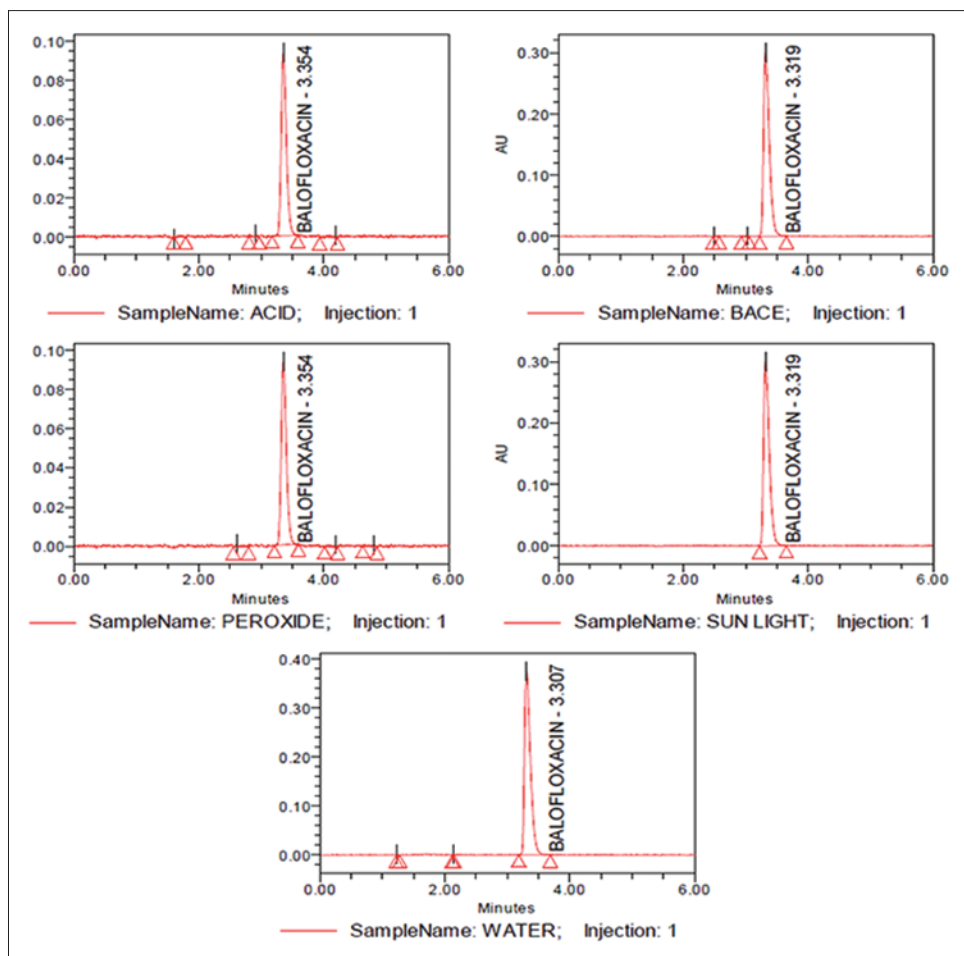 0.10
0.08
0.06
0.04
0.02
0.00
BALOFLOXACIN - 3.354
0.00 2.00 4.00 6.00
Minutes
SampleName: ACID; Injection: 1
AU
0.30
0.20
0.10
0.00
BALOFLOXACIN - 3.319
0.00 2.00 4.00 6.00
Minutes
SampleName: BACE; Injection: 1
0.10
0.08
0.06
0.04
0.02
0.00
BALOFLOXACIN - 3.354
0.00 2.00 4.00 6.00
Minutes
SampleName: PEROXIDE; Injection: 1
AU
0.30
0.20
0.10
0.00
BALOFLOXACIN - 3.319
0.00 2.00 4.00 6.00
Minutes
SampleName: SUN LIGHT; Injection: 1
0.40
0.30
0.20
0.10
0.00
BALOFLOXACIN - 3.307
0.00 2.00 4.00 6.00
Minutes
SampleName: WATER; Injection: 1